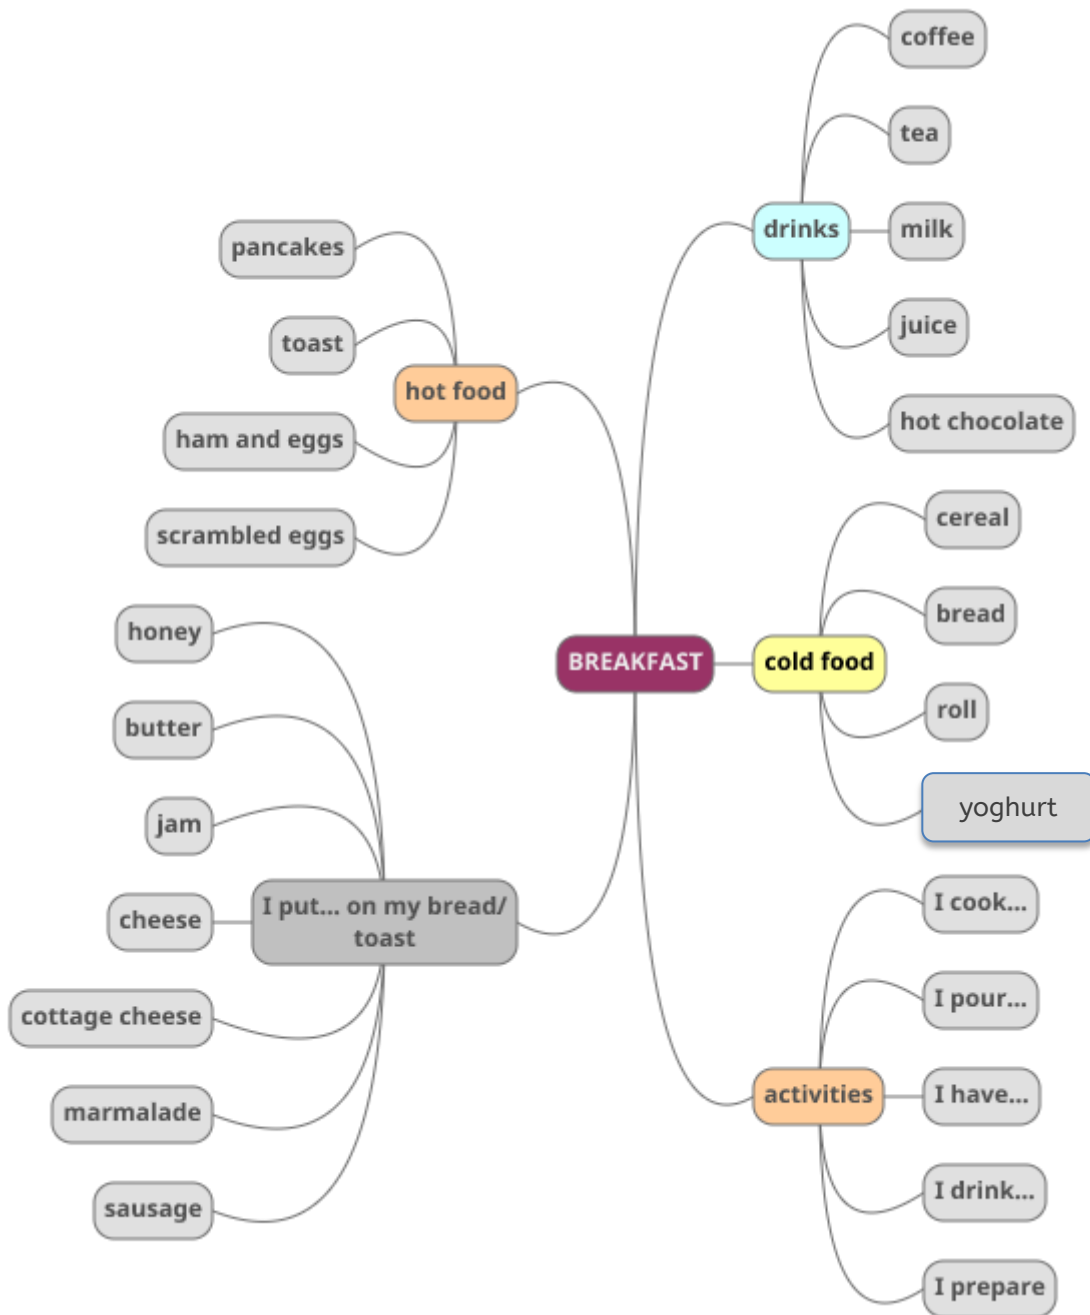 BREAKFAST
drinks
coffee
tea
milk
juice
hot chocolate
cold food
cereal
bread
roll
yoghurt
activities
I cook...
I pour...
I have...
I drink...
I prepare
hot food
pancakes
toast
ham and eggs
scrambled eggs
I put... on my bread/
toast
honey
butter
jam
cheese
cottage cheese
marmalade
sausage